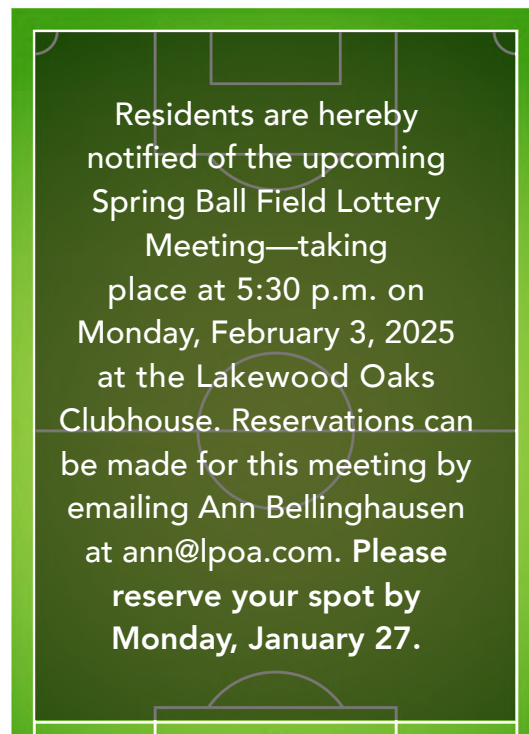 Residents are hereby
notified of the upcoming
Spring Ball Field Lottery
Meeting—taking
place at 5:30 p.m. on
Monday, February 3, 2025
at the Lakewood Oaks
Clubhouse. Reservations can
be made for this meeting by
emailing Ann Bellinghausen
at ann@lpoa.com. Please
reserve your spot by
Monday, January 27.